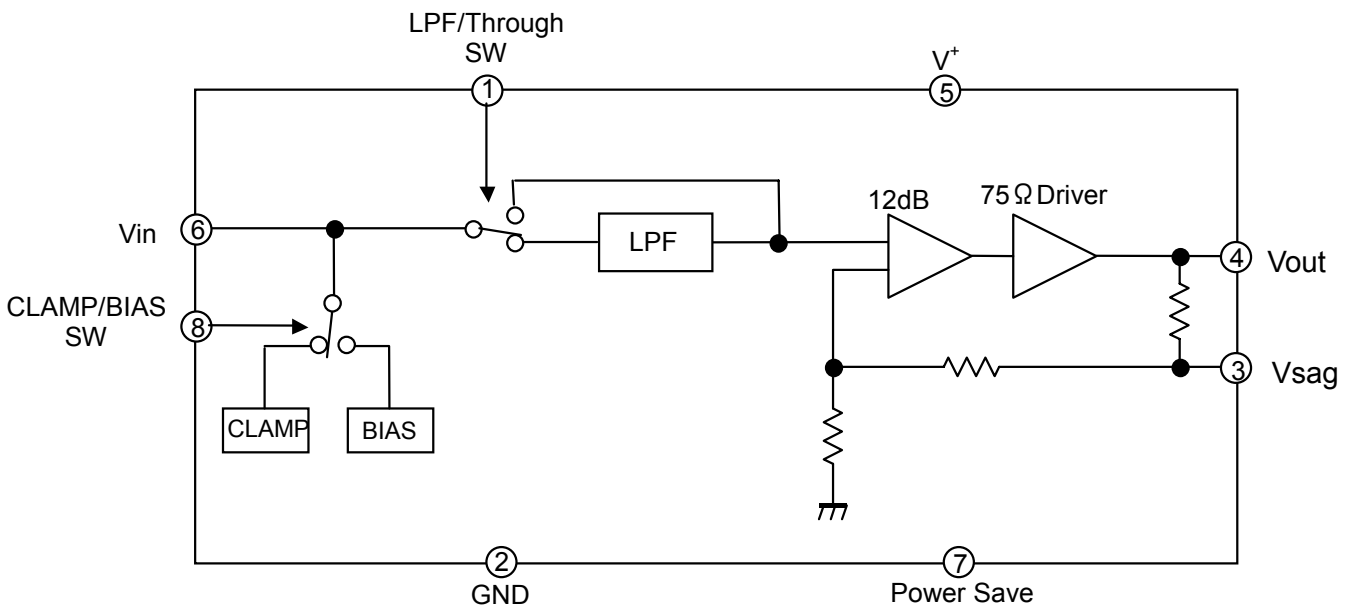 LPF/Through
SW
1
V+
5
12dB
75Ω Driver
Vin
6
LPF
4
Vout
CLAMP/BIAS
SW
8
3
Vsag
CLAMP
BIAS
2
GND
7
Power Save